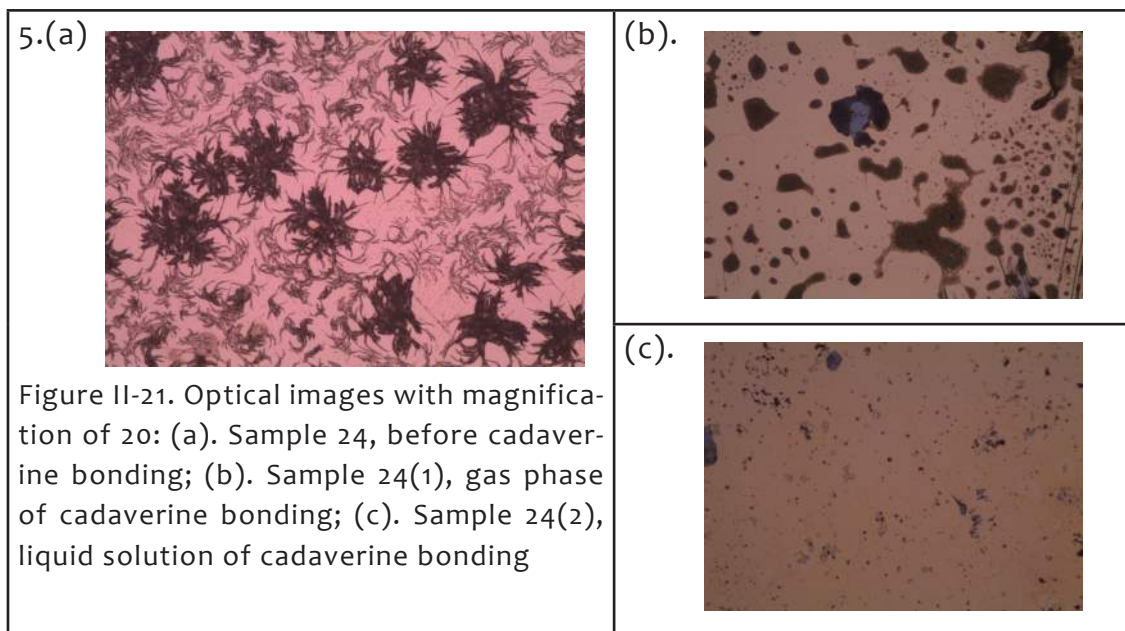 5.(a)
(b).
(c).
Figure II-21. Optical images with magnifica-
tion of 20: (a). Sample 24, before cadaver-
ine bonding; (b). Sample 24(1), gas phase
of cadaverine bonding; (c). Sample 24(2),
liquid solution of cadaverine bonding